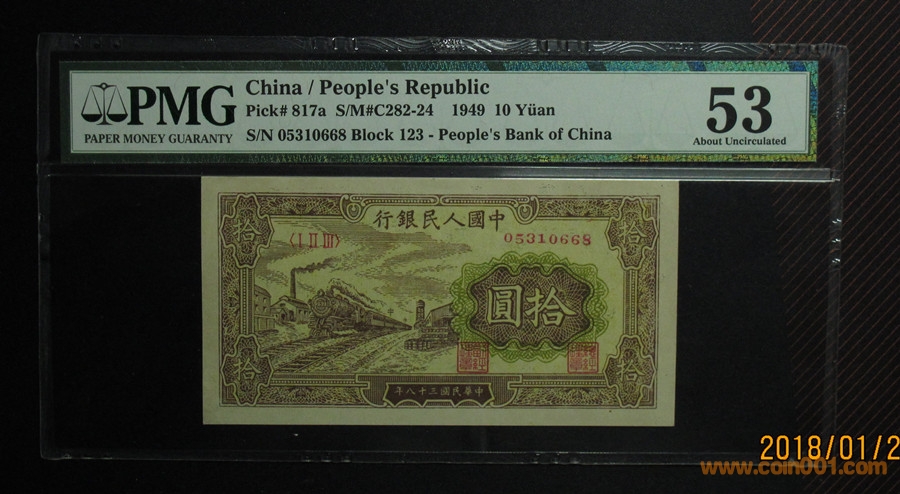 PMG
PAPER MONEY GUARANTY
China / People's Republic
Pick# 817a S/M#C282-24 1949 10 Yüan
S/N 05310668 Block 123 - People's Bank of China
53
About Uncirculated
行銀民人國中
〈I II III〉
05310668
拾
拾
圓拾
拾
拾
年八十三國民華中
2018/01/2
www.coin001.com